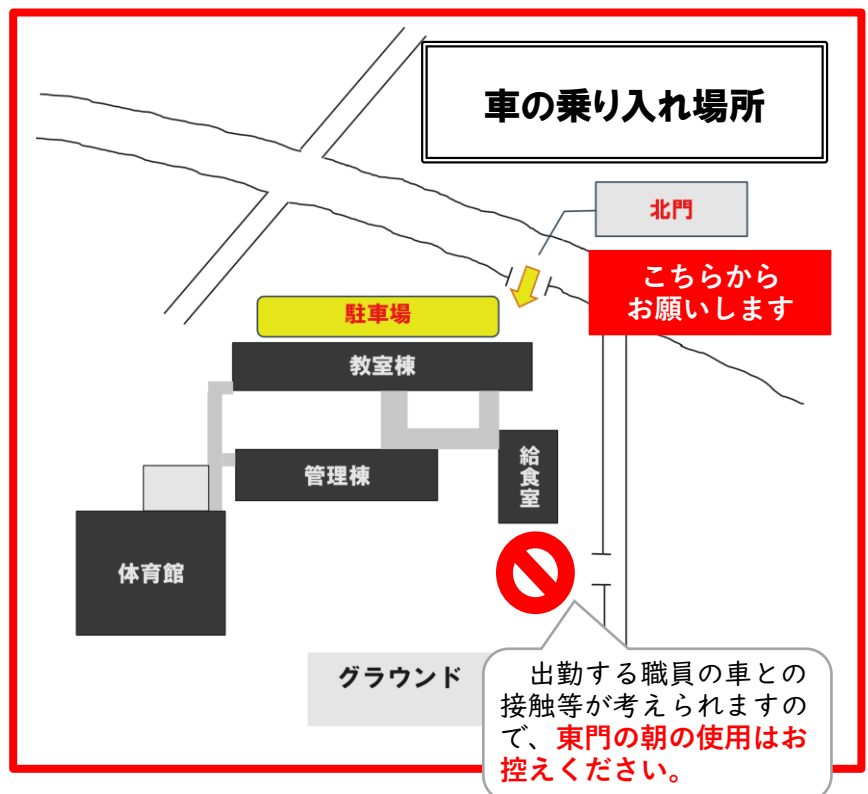 車の乗り入れ場所
北門
こちらから
お願いします
駐車場
教室棟
給食室
管理棟
体育館
グラウンド
出勤する職員の車との
接触等が考えられますの
で、東門の朝の使用はお
控えください。